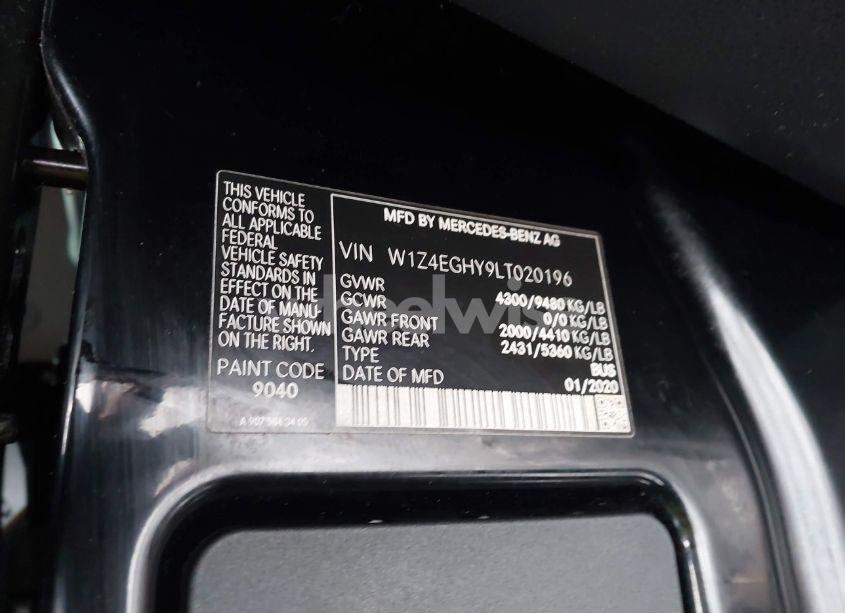 THIS VEHICLE
CONFORMS TO
ALL APPLICABLE
FEDERAL
VEHICLE SAFETY
STANDARDS IN
EFFECT ON THE
DATE OF MANU-
FACTURE SHOWN
ON THE RIGHT.
PAINT CODE
9040
MFD BY MERCEDES-BENZ AG
VIN W1Z4EGHY9LT020196
GVWR 4300/9480 KG/LB
GCWR 0/0 KG/LB
GAWR FRONT 2000/4410 KG/LB
GAWR REAR 2431/5360 KG/LB
TYPE BUS
DATE OF MFD 01/2020